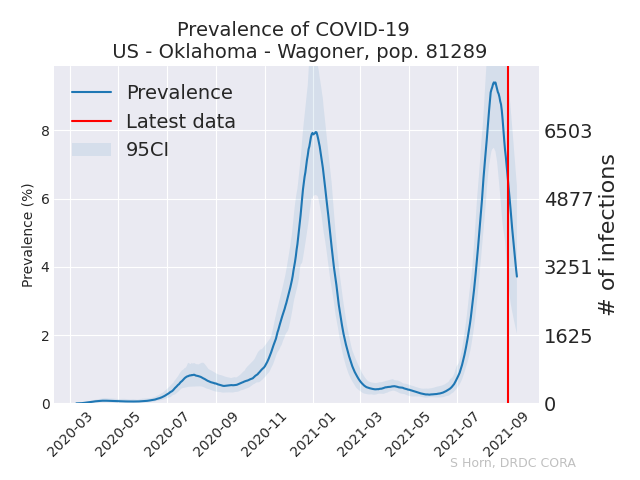 Prevalence of COVID-19
US - Oklahoma - Wagoner, pop. 81289
Prevalence
Latest data
95CI
Prevalence (%)
8
6
4
2
0
6503
4877
3251
1625
0
# of infections
2020-03
2020-05
2020-07
2020-09
2020-11
2021-01
2021-03
2021-05
2021-07
2021-09
S Horn, DRDC CORA